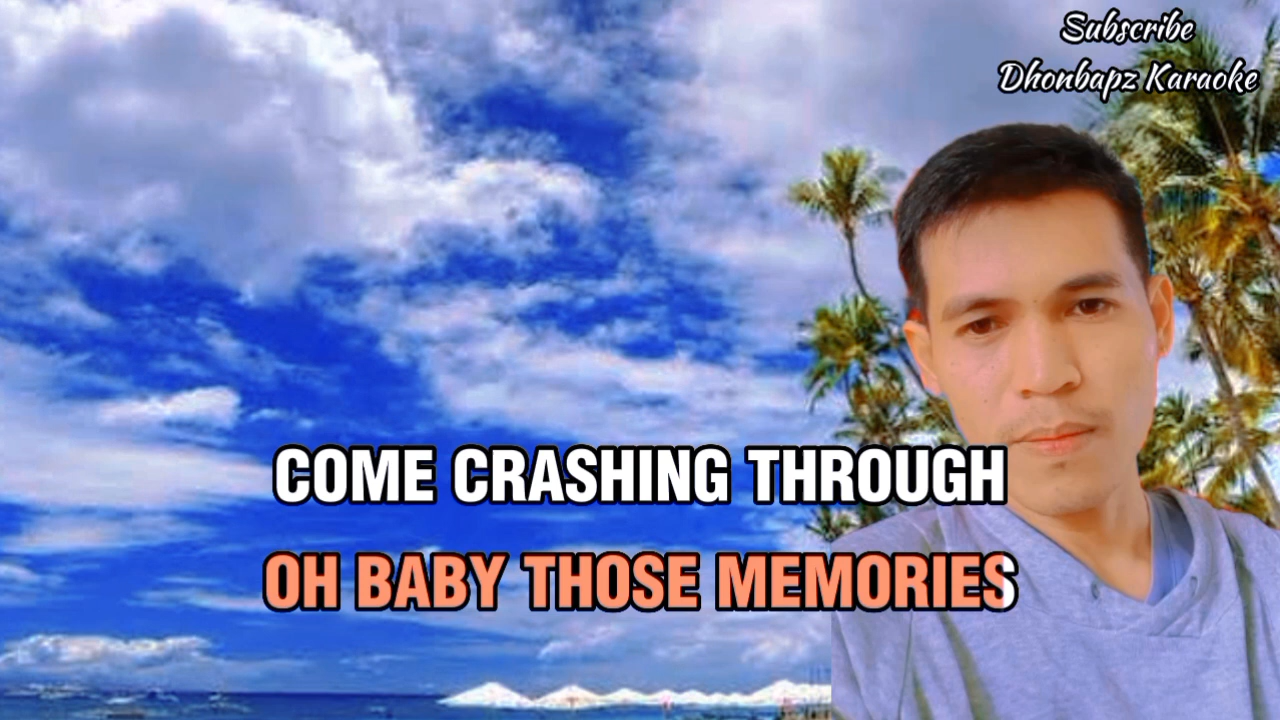 Subscribe
Dhonbapz Karaoke
COME CRASHING THROUGH
OH BABY THOSE MEMORIES